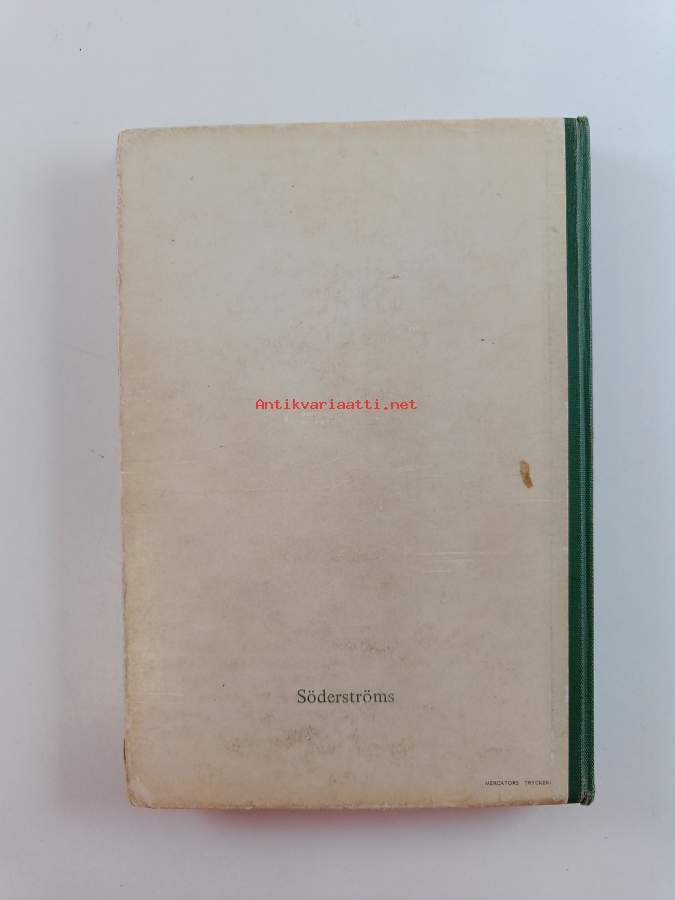 Antikvariaatti.net
Söderströms
MERCATORS TRYCKERI